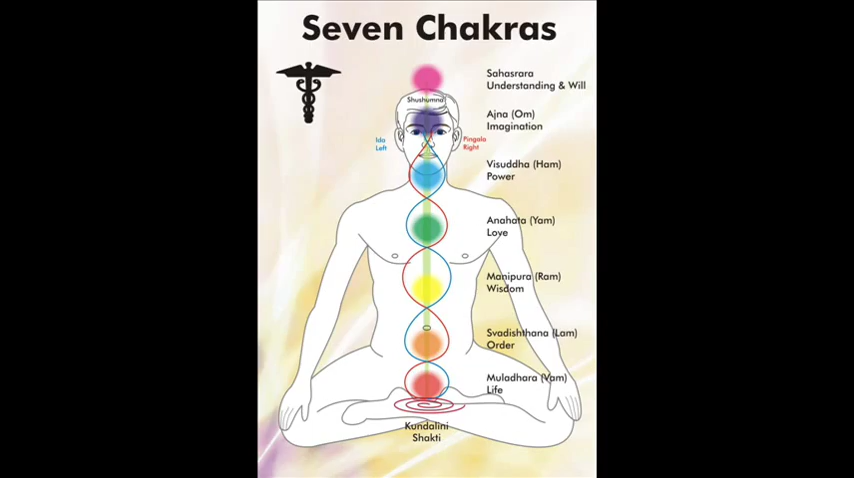 Seven Chakras
Sahasrara
Understanding & Will
Shushumna
Ajna (Om)
Imagination
Ida
Left
Pingala
Right
Visuddha (Ham)
Power
Anahata (Yam)
Love
Manipura (Ram)
Wisdom
Svadishthana (Lam)
Order
Muladhara (Vam)
Life
Kundalini
Shakti